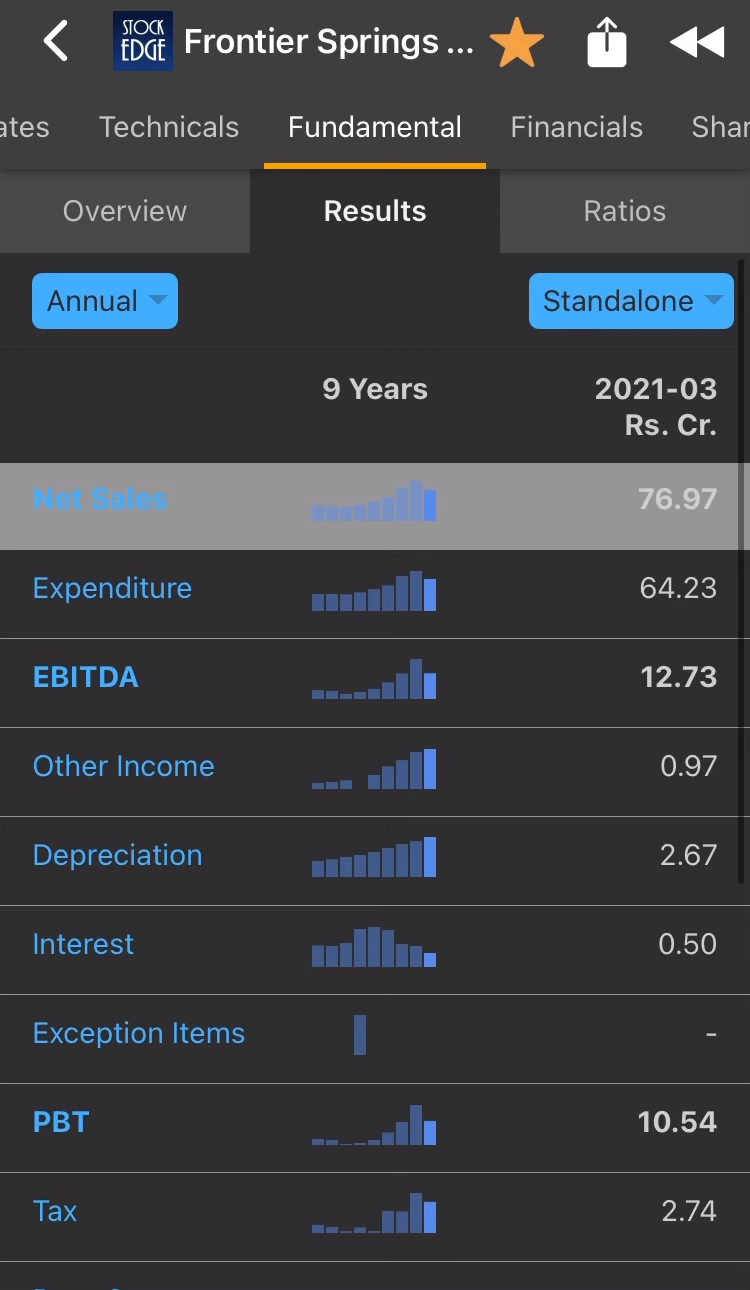 STOCK
EDGE
Frontier Springs ...
ates Technicals Fundamental Financials Shar
Overview Results Ratios
Annual Standalone
9 Years 2021-03
Rs. Cr.
Net Sales 76.97
Expenditure 64.23
EBITDA 12.73
Other Income 0.97
Depreciation 2.67
Interest 0.50
Exception Items -
PBT 10.54
Tax 2.74